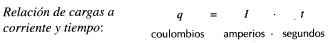 Relación de cargas a q = I · t
corriente y tiempo: coulombios amperios · segundos